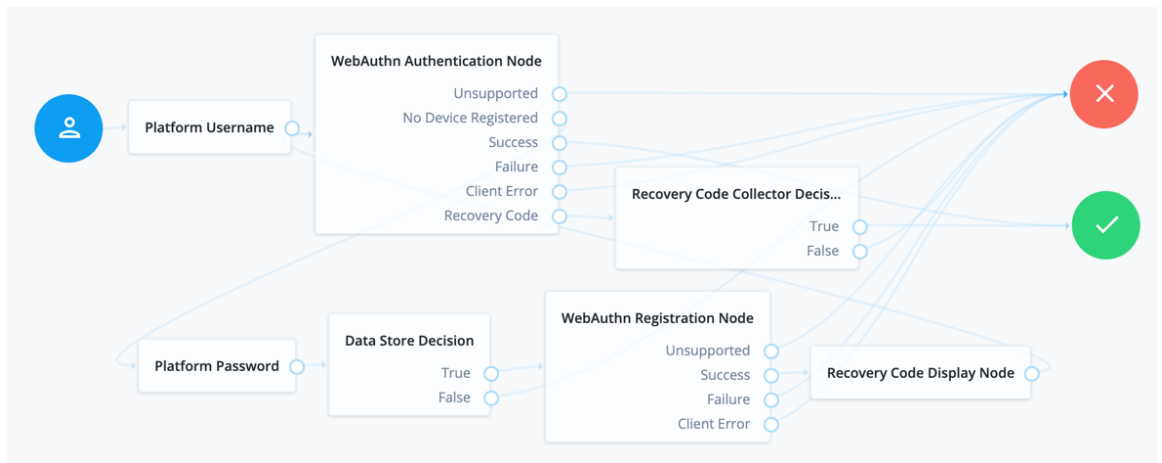 WebAuthn Authentication Node
Unsupported
No Device Registered
Success
Failure
Client Error
Recovery Code
Platform Username
Recovery Code Collector Decis...
True
False
Platform Password
Data Store Decision
True
False
WebAuthn Registration Node
Unsupported
Success
Failure
Client Error
Recovery Code Display Node